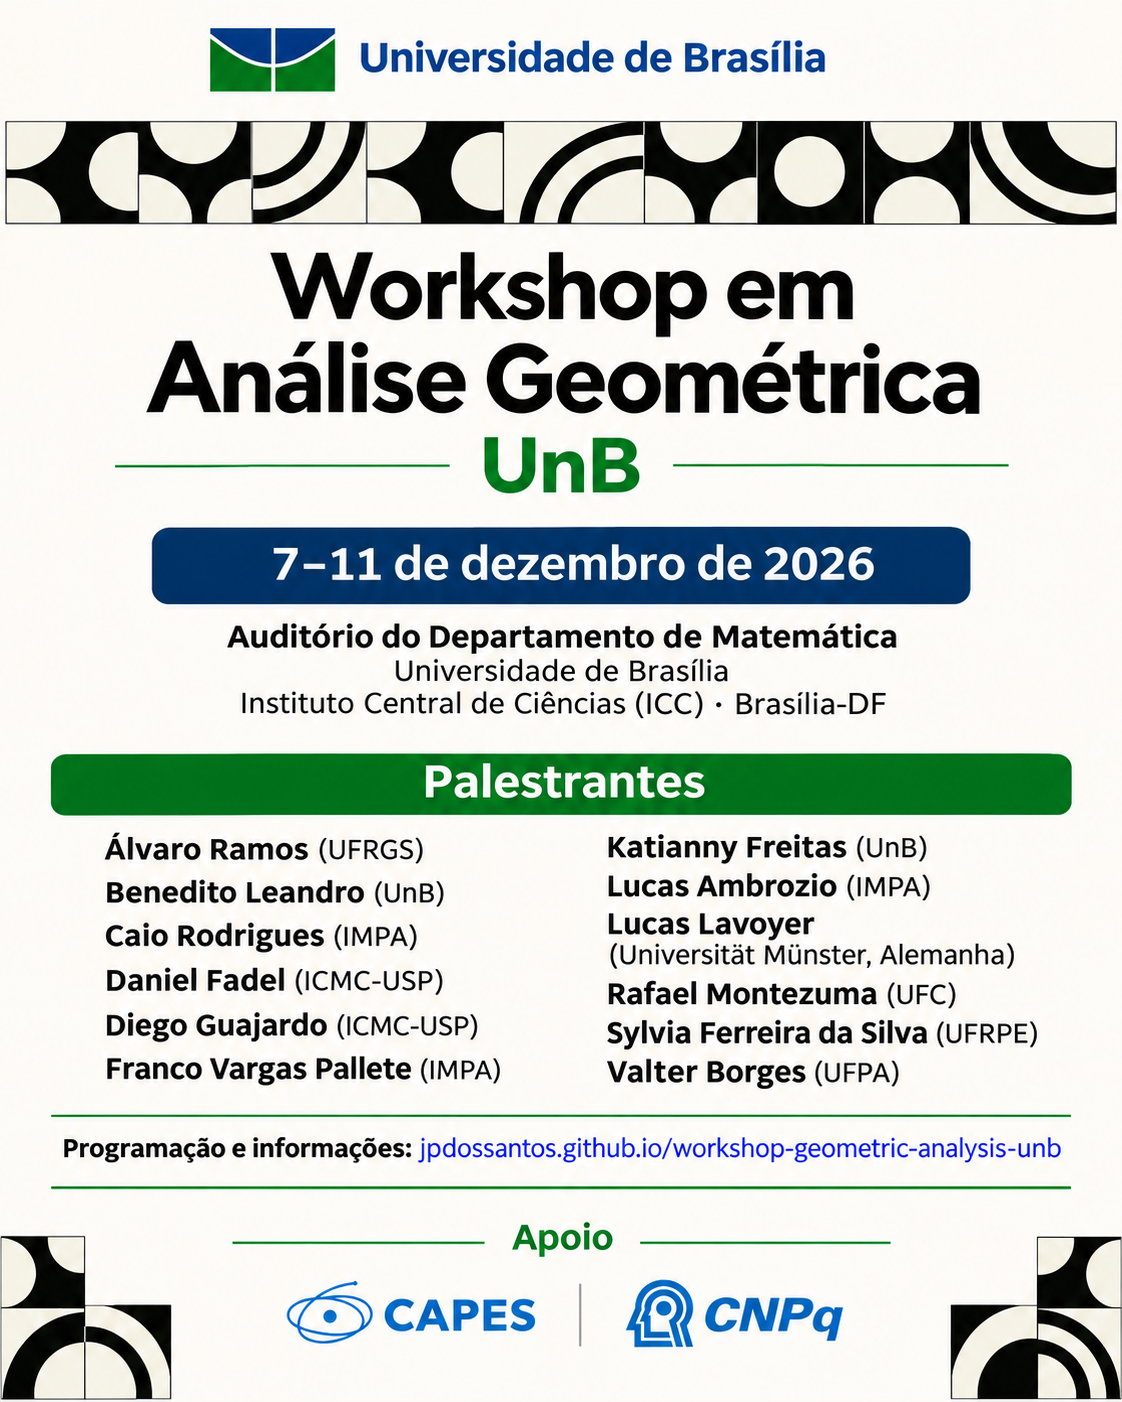 Universidade de Brasília
Workshop em
Análise Geométrica
UnB
7–11 de dezembro de 2026
Auditório do Departamento de Matemática
Universidade de Brasília
Instituto Central de Ciências (ICC) · Brasília-DF
Palestrantes
Álvaro Ramos (UFRGS)
Benedito Leandro (UnB)
Caio Rodrigues (IMPA)
Daniel Fadel (ICMC-USP)
Diego Guajardo (ICMC-USP)
Franco Vargas Pallete (IMPA)
Katianny Freitas (UnB)
Lucas Ambrozio (IMPA)
Lucas Lavoyer
(Universität Münster, Alemanha)
Rafael Montezuma (UFC)
Sylvia Ferreira da Silva (UFRPE)
Valter Borges (UFPA)
Programação e informações: jpdossantos.github.io/workshop-geometric-analysis-unb
Apoio
CAPES
CNPq